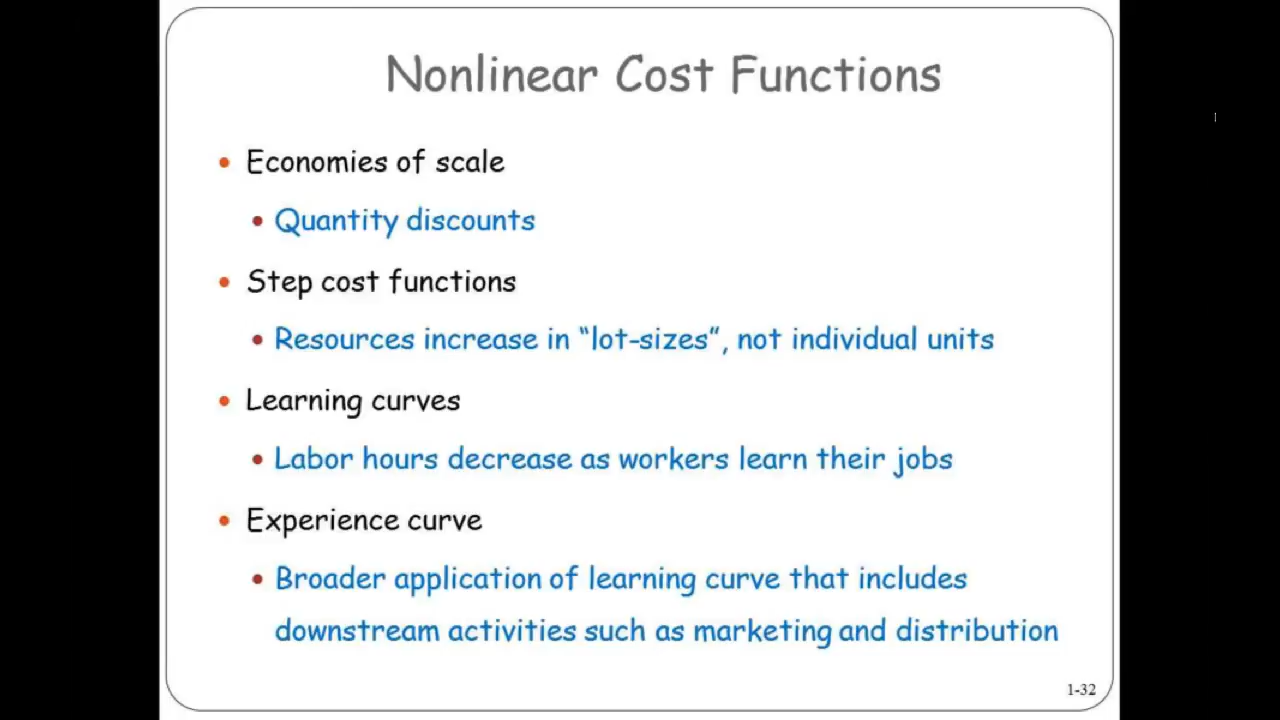 Nonlinear Cost Functions
• Economies of scale
• Quantity discounts
• Step cost functions
• Resources increase in “lot-sizes”, not individual units
• Learning curves
• Labor hours decrease as workers learn their jobs
• Experience curve
• Broader application of learning curve that includes
downstream activities such as marketing and distribution
1-32